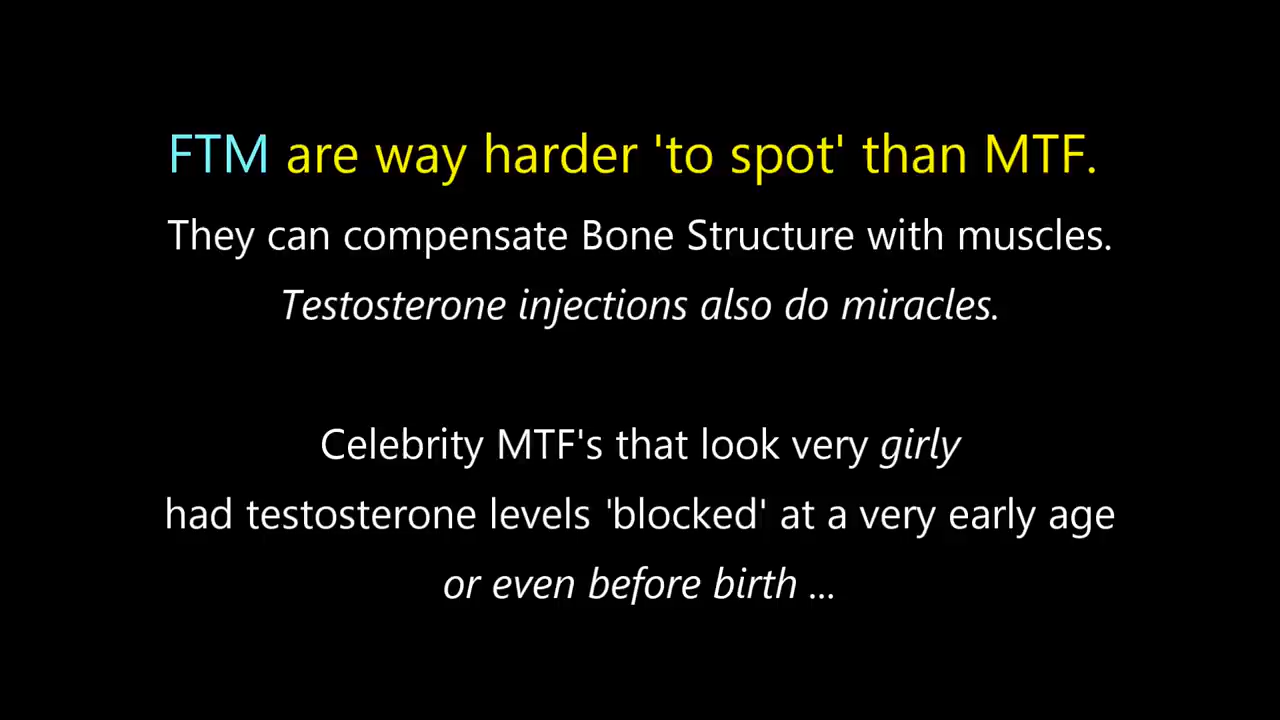 FTM are way harder 'to spot' than MTF.
They can compensate Bone Structure with muscles.
Testosterone injections also do miracles.
Celebrity MTF's that look very girly
had testosterone levels 'blocked' at a very early age
or even before birth ...